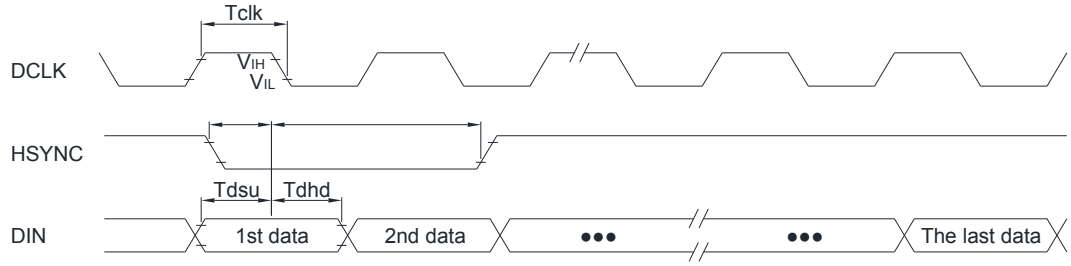 Tclk
DCLK
VIH
VIL
HSYNC
Tdsu Tdhd
DIN 1st data 2nd data ●●● ●●● The last data